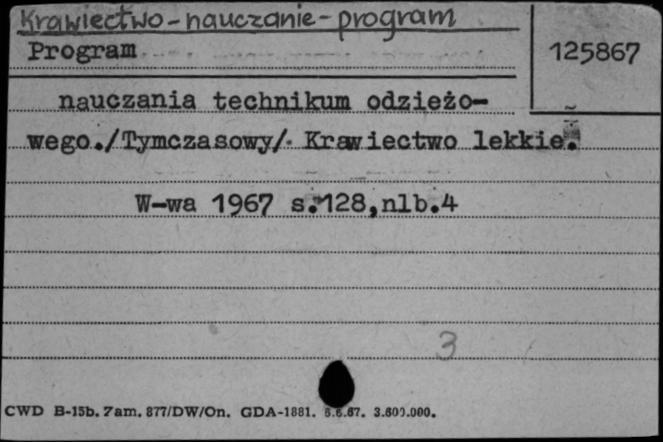 Krawiectwo-nauczanie-program
Program
125867
nauczania technikum odzieżo-
wego./Tymczasowy/. Krawiectwo lekkie.
W-wa 1967 s.128,nlb.4
3
CWD B-15b. Zam. 877/DW/On. GDA-1881. 6.6.67. 3.600.000.